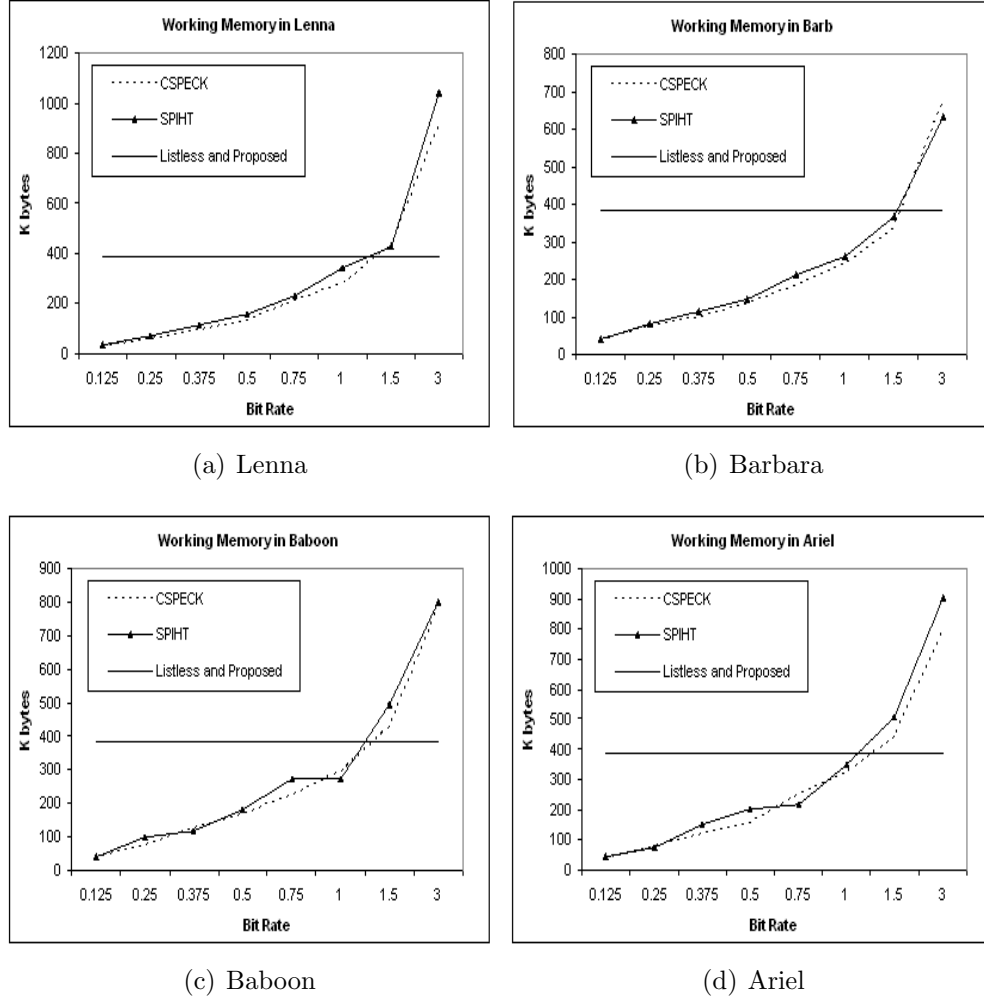 Working Memory in Lenna
1200
1000
800
600
400
200
0
K bytes
CSPECK
SPIHT
Listless and Proposed
0.125 0.25 0.375 0.5 0.75 1 1.5 3
Bit Rate
(a) Lenna
Working Memory in Barb
800
700
600
500
400
300
200
100
0
K bytes
CSPECK
SPIHT
Listless and Proposed
0.125 0.25 0.375 0.5 0.75 1 1.5 3
Bit Rate
(b) Barbara
Working Memory in Baboon
900
800
700
600
500
400
300
200
100
0
K bytes
CSPECK
SPIHT
Listless and Proposed
0.125 0.25 0.375 0.5 0.75 1 1.5 3
Bit Rate
(c) Baboon
Working Memory in Ariel
1000
900
800
700
600
500
400
300
200
100
0
K bytes
CSPECK
SPIHT
Listless and Proposed
0.125 0.25 0.375 0.5 0.75 1 1.5 3
Bit Rate
(d) Ariel